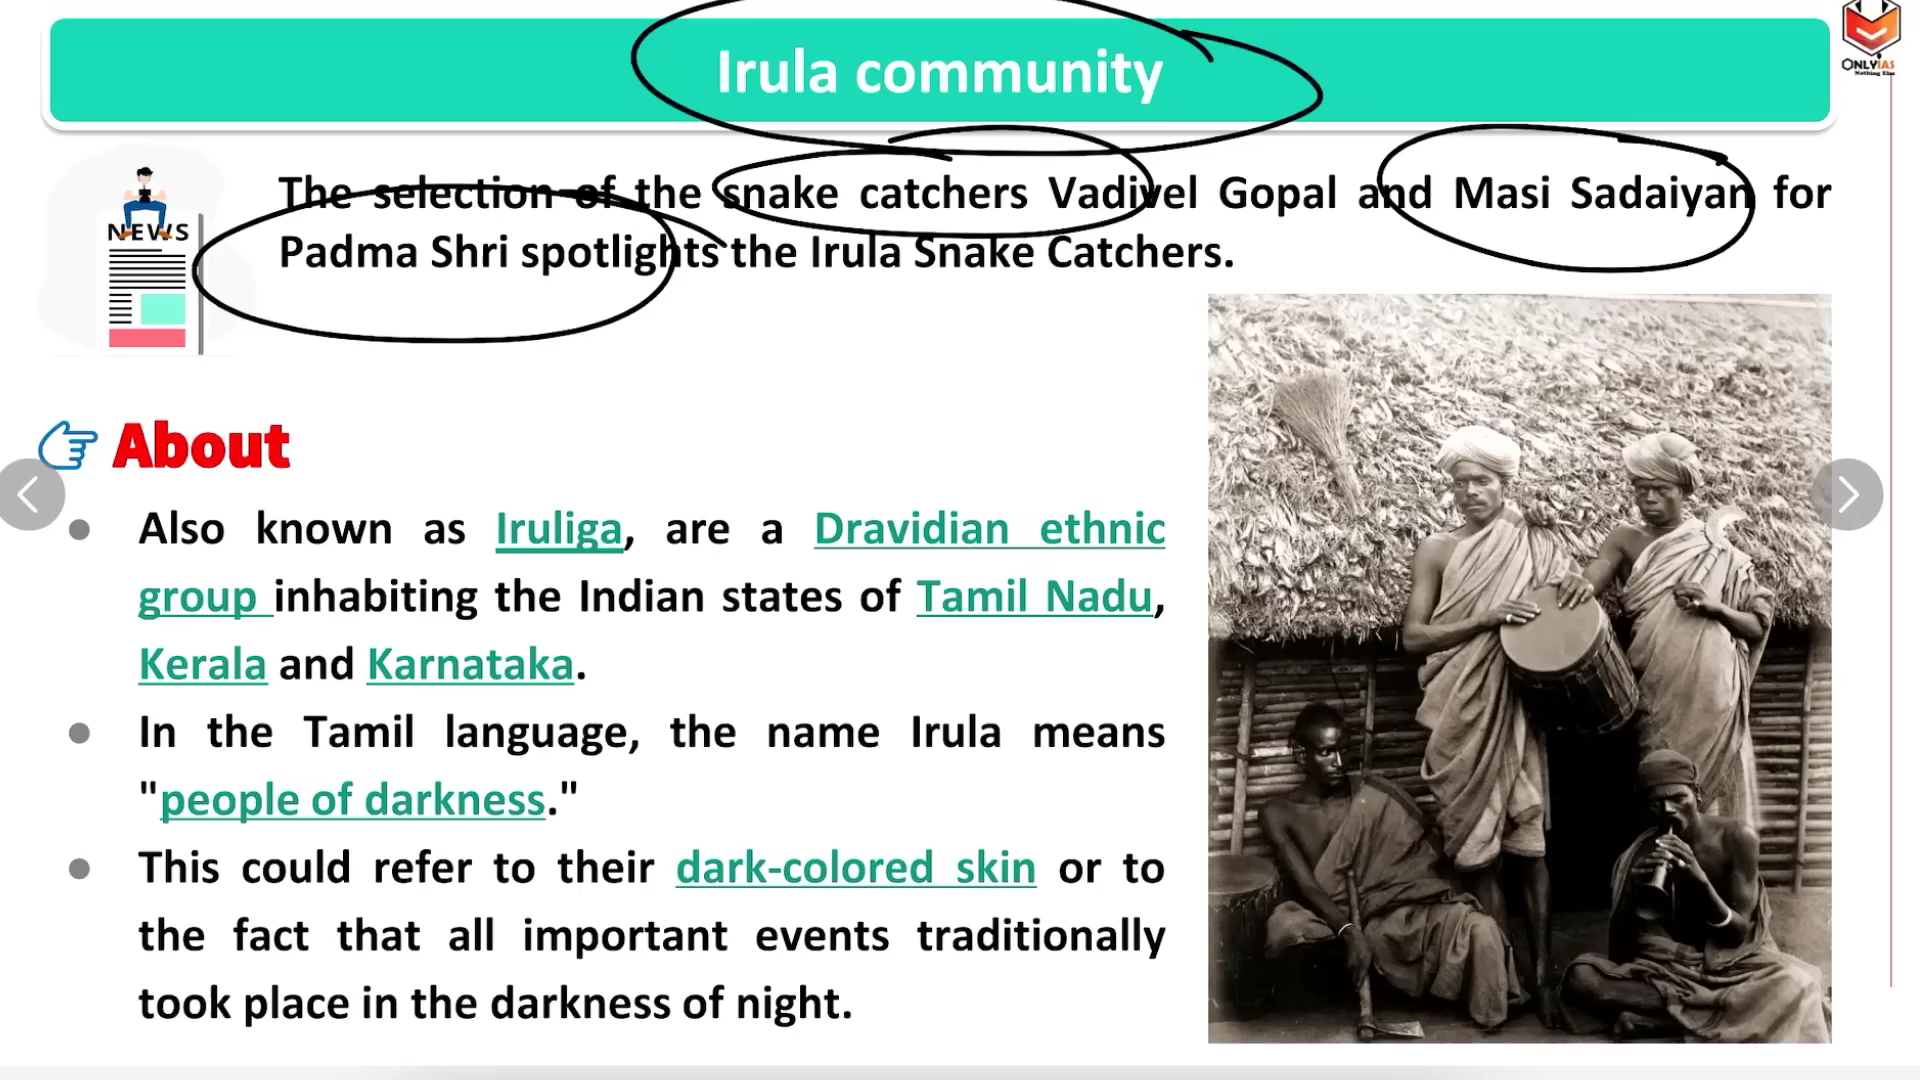 Irula community
ONLYIAS
Nothing Else
The selection of the snake catchers Vadivel Gopal and Masi Sadaiyan for
NEWS
Padma Shri spotlights the Irula Snake Catchers.
About
Also known as Iruliga, are a Dravidian ethnic
group inhabiting the Indian states of Tamil Nadu,
Kerala and Karnataka.
In the Tamil language, the name Irula means
"people of darkness."
This could refer to their dark-colored skin or to
the fact that all important events traditionally
took place in the darkness of night.